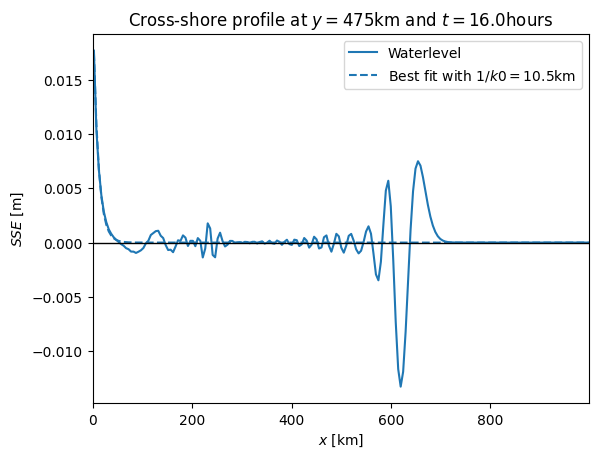 Cross-shore profile at y = 475km and t = 16.0hours
Waterlevel
Best fit with 1/k0 = 10.5km
0.015
0.010
0.005
0.000
−0.005
−0.010
SSE [m]
0 200 400 600 800
x [km]